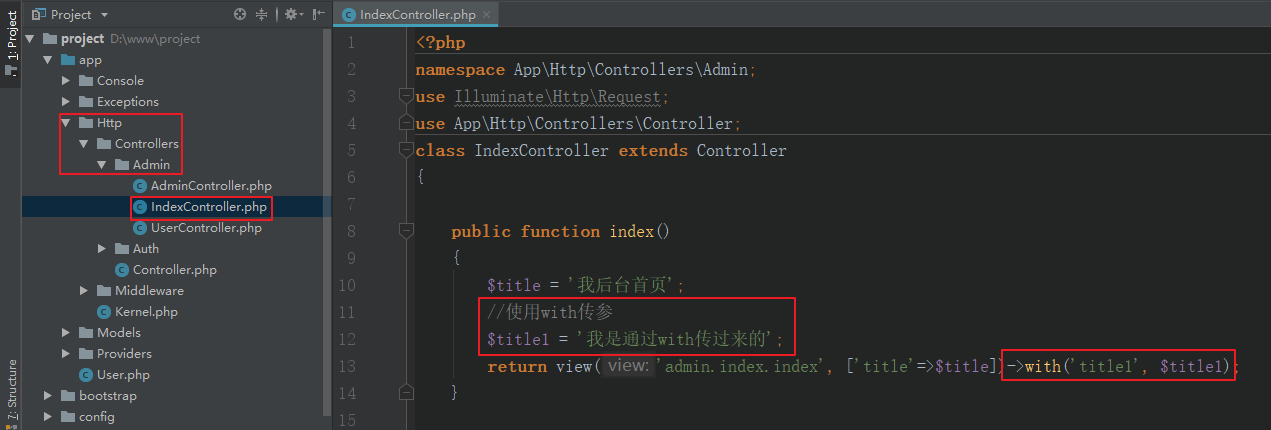 Project
IndexController.php
1: Project
project D:\www\project
app
Console
Exceptions
Http
Controllers
Admin
AdminController.php
IndexController.php
UserController.php
Auth
Controller.php
Middleware
Kernel.php
Models
Providers
User.php
bootstrap
config
7: Structure
1 <?php
2 namespace App\Http\Controllers\Admin;
3 use Illuminate\Http\Request;
4 use App\Http\Controllers\Controller;
5 class IndexController extends Controller
6 {
7
8 public function index()
9 {
10 $title = '我后台首页';
11 //使用with传参
12 $title1 = '我是通过with传过来的';
13 return view( view: 'admin.index.index', ['title'=>$title])->with('title1', $title1);
14 }
15